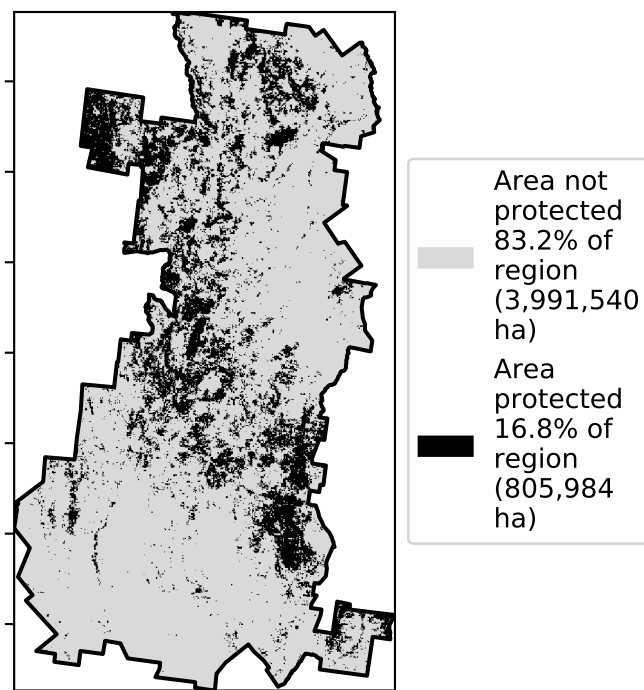 Area not
protected
83.2% of
region
(3,991,540
ha)
Area
protected
16.8% of
region
(805,984
ha)